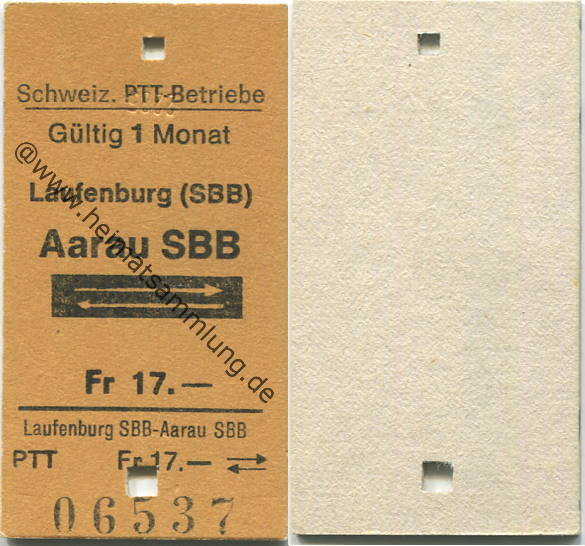 Schweiz. PTT-Betriebe
Gültig 1 Monat
Laufenburg (SBB)
Aarau SBB
Fr 17.—
Laufenburg SBB-Aarau SBB
PTT Fr 17.—
06537
@www.heimatsammlung.de